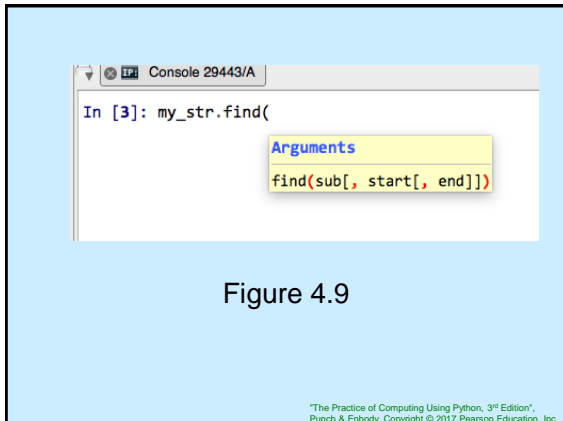 IP: Console 29443/A
In [3]: my_str.find(
Arguments
find(sub[, start[, end]])
Figure 4.9
"The Practice of Computing Using Python, 3rd Edition",
Punch & Enbody, Copyright © 2017 Pearson Education, Inc.